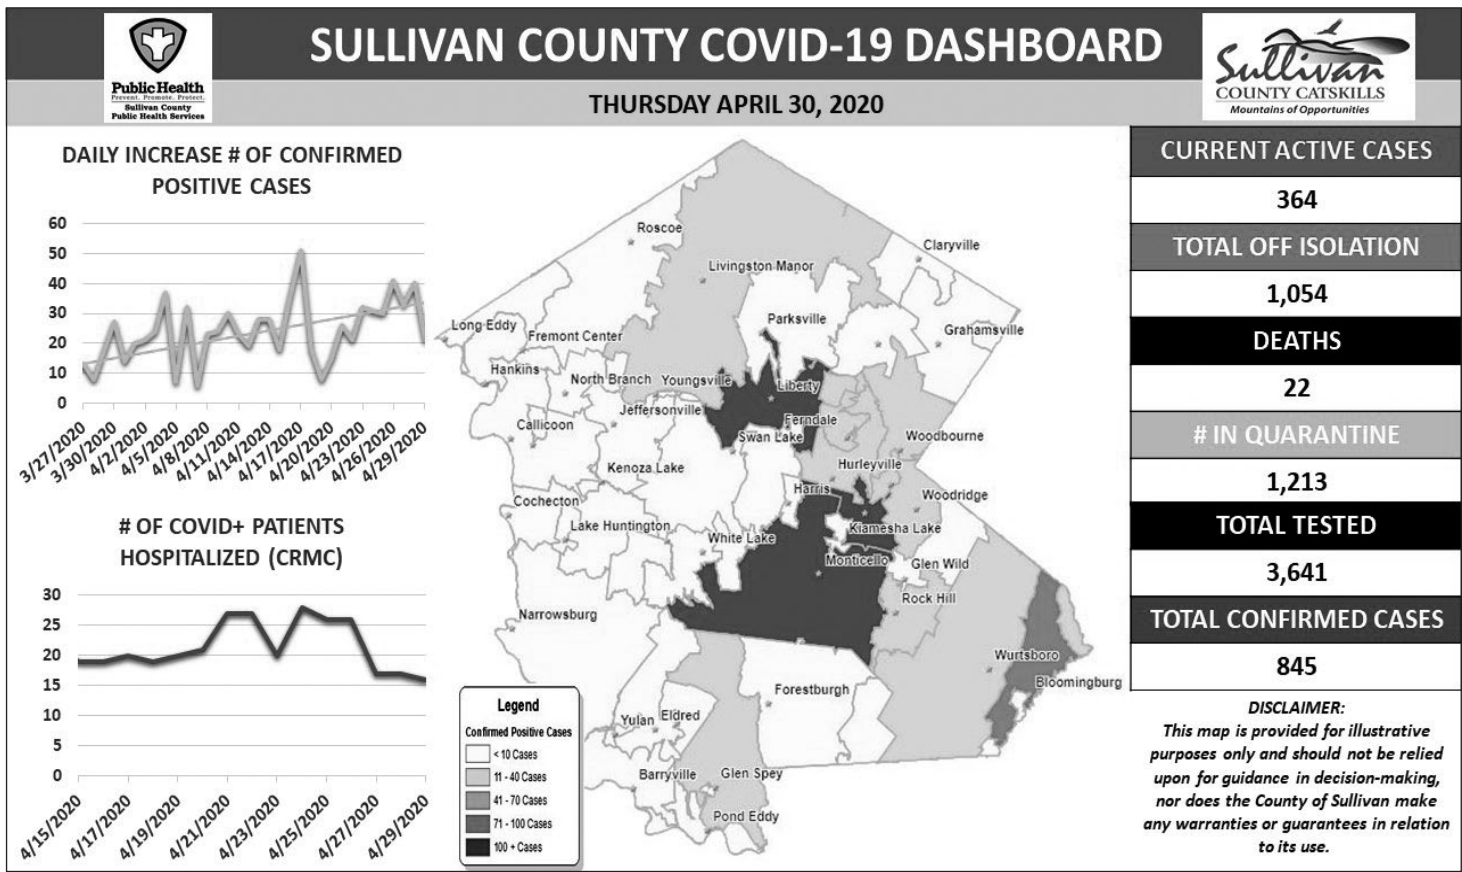 SULLIVAN COUNTY COVID-19 DASHBOARD
THURSDAY APRIL 30, 2020
Public Health
Prevent. Promote. Protect.
Sullivan County
Public Health Services
Sullivan
COUNTY CATSKILLS
Mountains of Opportunities
DAILY INCREASE # OF CONFIRMED
POSITIVE CASES
60
50
40
30
20
10
0
3/27/2020
3/30/2020
4/2/2020
4/5/2020
4/8/2020
4/11/2020
4/14/2020
4/17/2020
4/20/2020
4/23/2020
4/26/2020
4/29/2020
# OF COVID+ PATIENTS
HOSPITALIZED (CRMC)
30
25
20
15
10
5
0
4/15/2020
4/17/2020
4/19/2020
4/21/2020
4/23/2020
4/25/2020
4/27/2020
4/29/2020
Roscoe
Claryville
Livingston Manor
Parksville
Long Eddy
Fremont Center
Grahamsville
Hankins
North Branch
Youngsville
Liberty
Jeffersonville
Callicoon
Ferndale
Swan Lake
Woodbourne
Kenoza Lake
Hurleyville
Harris
Woodridge
Cochecton
Lake Huntington
White Lake
Kiamesha Lake
Monticello
Glen Wild
Rock Hill
Narrowsburg
Wurtsboro
Bloomingburg
Forestburgh
Yulan
Eldred
Barryville
Glen Spey
Pond Eddy
Legend
Confirmed Positive Cases
< 10 Cases
11 - 40 Cases
41 - 70 Cases
71 - 100 Cases
100 + Cases
CURRENT ACTIVE CASES
364
TOTAL OFF ISOLATION
1,054
DEATHS
22
# IN QUARANTINE
1,213
TOTAL TESTED
3,641
TOTAL CONFIRMED CASES
845
DISCLAIMER:
This map is provided for illustrative
purposes only and should not be relied
upon for guidance in decision-making,
nor does the County of Sullivan make
any warranties or guarantees in relation
to its use.